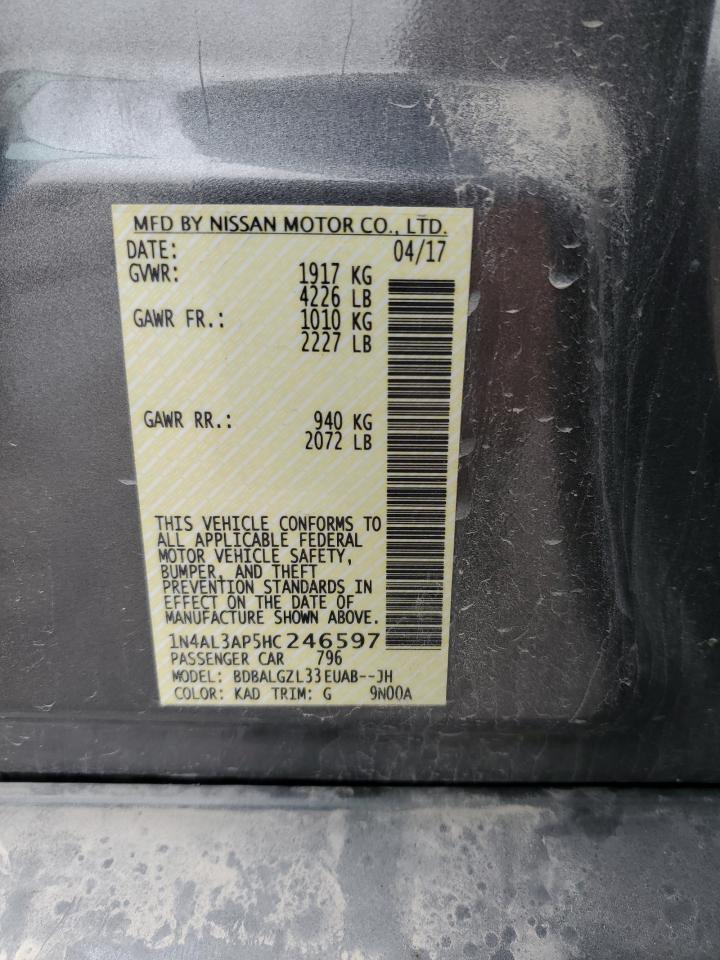 MFD BY NISSAN MOTOR CO., LTD.
DATE: 04/17
GVWR: 1917 KG
4226 LB
GAWR FR.: 1010 KG
2227 LB
GAWR RR.: 940 KG
2072 LB
THIS VEHICLE CONFORMS TO
ALL APPLICABLE FEDERAL
MOTOR VEHICLE SAFETY,
BUMPER, AND THEFT
PREVENTION STANDARDS IN
EFFECT ON THE DATE OF
MANUFACTURE SHOWN ABOVE.
1N4AL3AP5HC246597
PASSENGER CAR 796
MODEL: BDBALGZL33EUAB--JH
COLOR: KAD TRIM: G 9N00A